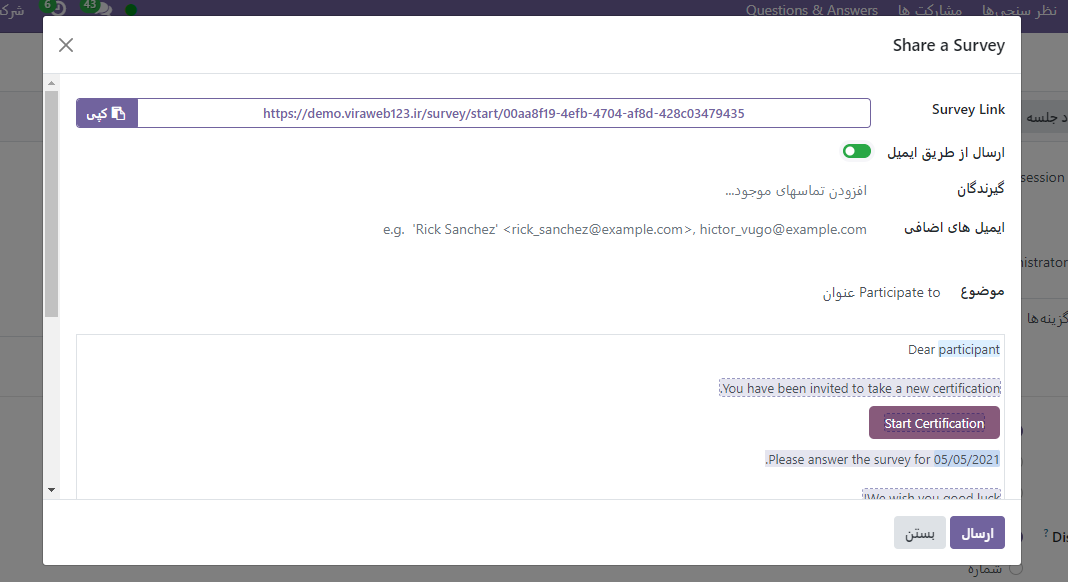 نظر سنجی‌ها مشارکت ها Questions & Answers 43 6 شرکة
Share a Survey
Survey Link https://demo.viraweb123.ir/survey/start/00aa8f19-4efb-4704-af8d-428c03479435 کپی
ارسال از طریق ایمیل
گیرندگان افزودن تماسهای موجود...
ایمیل های اضافی e.g. 'Rick Sanchez' <rick_sanchez@example.com>, hictor_vugo@example.com
موضوع Participate to عنوان
Dear participant
You have been invited to take a new certification.
Start Certification
Please answer the survey for 05/05/2021.
We wish you good luck!
ارسال بستن
د جلسه
session
nistrator
گزینه‌ها
? Dis
شماره